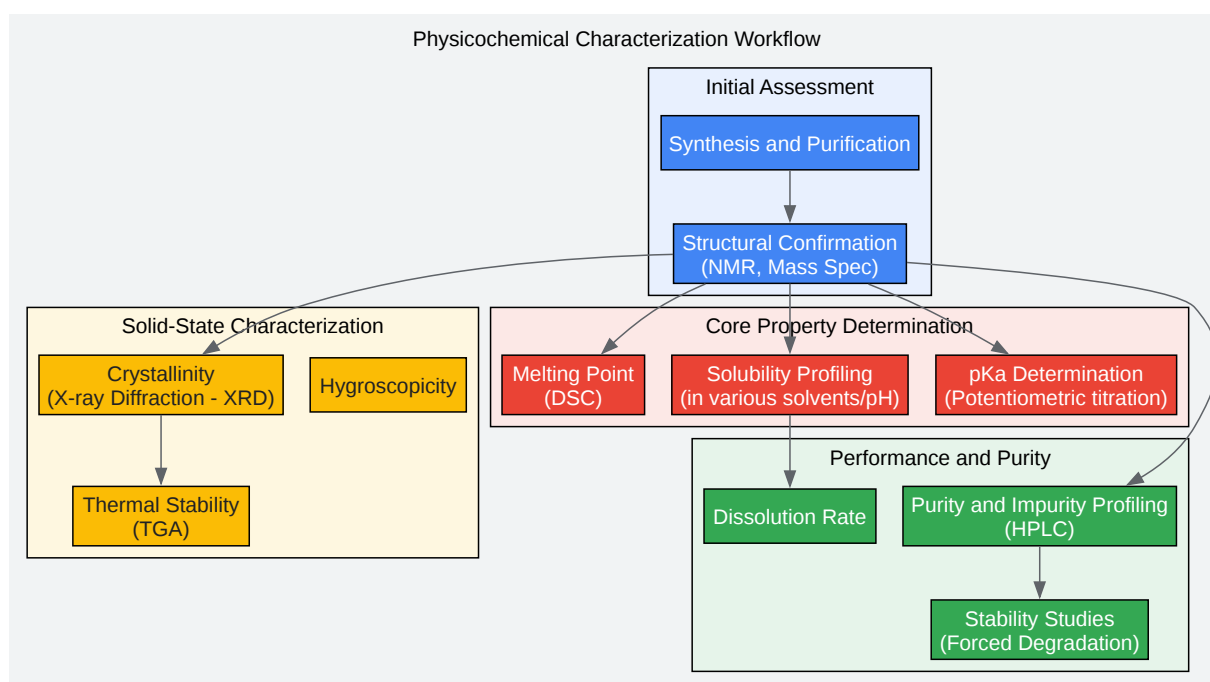 Physicochemical Characterization Workflow
Initial Assessment
Synthesis and Purification
Structural Confirmation
(NMR, Mass Spec)
Solid-State Characterization
Crystallinity
(X-ray Diffraction - XRD)
Hygroscopicity
Thermal Stability
(TGA)
Core Property Determination
Melting Point
(DSC)
Solubility Profiling
(in various solvents/pH)
pKa Determination
(Potentiometric titration)
Performance and Purity
Dissolution Rate
Purity and Impurity Profiling
(HPLC)
Stability Studies
(Forced Degradation)